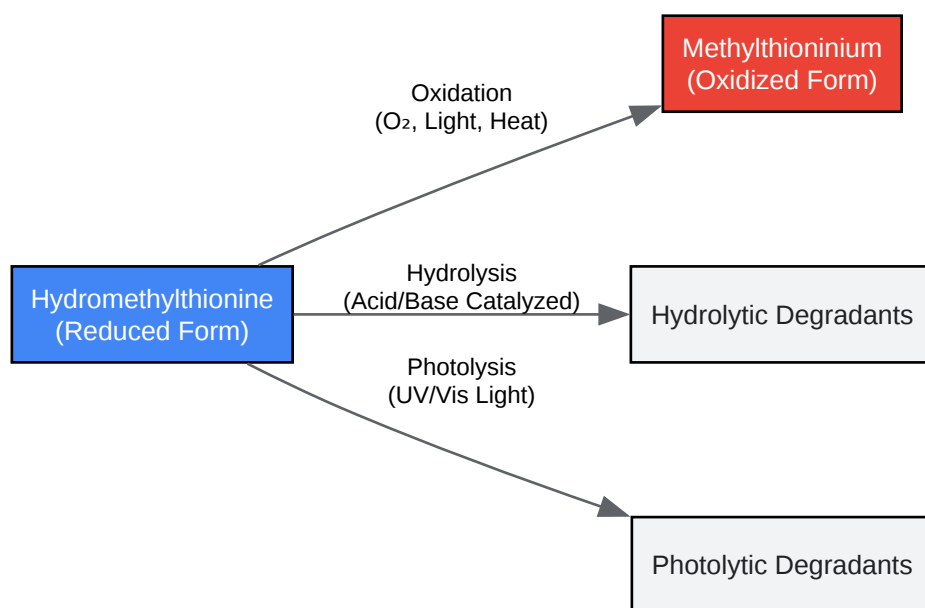 Methylthioninium
(Oxidized Form)
Oxidation
(O₂, Light, Heat)
Hydromethylthionine
(Reduced Form)
Hydrolysis
(Acid/Base Catalyzed)
Hydrolytic Degradants
Photolysis
(UV/Vis Light)
Photolytic Degradants